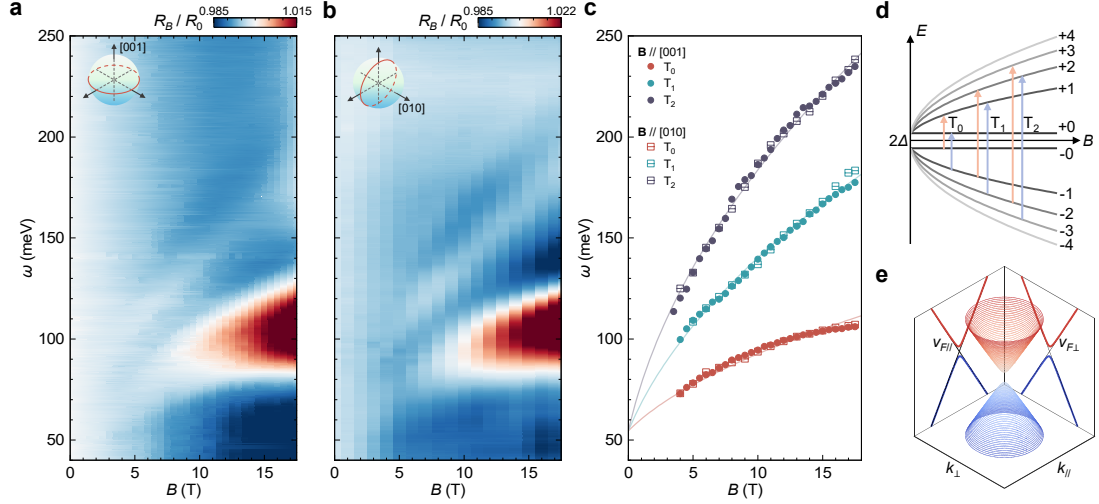 a
R_B / R_0
0.985
1.015
[001]
250
200
150
100
50
ω (meV)
0
5
10
15
B (T)
b
R_B / R_0
0.985
1.022
[010]
0
5
10
15
B (T)
c
250
200
150
100
50
ω (meV)
B // [001]
T_0
T_1
T_2
B // [010]
T_0
T_1
T_2
0
5
10
15
B (T)
d
E
+4
+3
+2
+1
+0
2Δ
T_0
T_1
T_2
B
-0
-1
-2
-3
-4
e
v_F//
v_F⊥
k_⊥
k_//